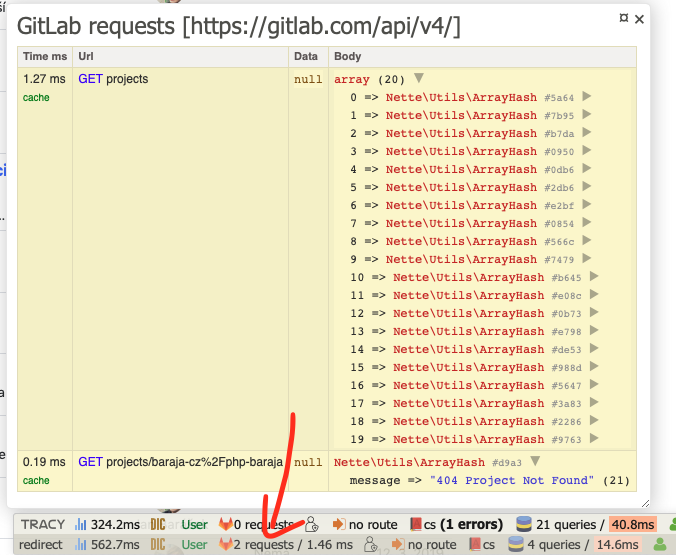 GitLab requests [https://gitlab.com/api/v4/]
Time ms Url Data Body
1.27 ms GET projects null array (20)
cache
0 => Nette\Utils\ArrayHash #5a64
1 => Nette\Utils\ArrayHash #7b95
2 => Nette\Utils\ArrayHash #b7da
3 => Nette\Utils\ArrayHash #0950
4 => Nette\Utils\ArrayHash #0db6
5 => Nette\Utils\ArrayHash #2db6
6 => Nette\Utils\ArrayHash #e2bf
7 => Nette\Utils\ArrayHash #0854
8 => Nette\Utils\ArrayHash #566c
9 => Nette\Utils\ArrayHash #7479
10 => Nette\Utils\ArrayHash #b645
11 => Nette\Utils\ArrayHash #e08c
12 => Nette\Utils\ArrayHash #0b73
13 => Nette\Utils\ArrayHash #e798
14 => Nette\Utils\ArrayHash #de53
15 => Nette\Utils\ArrayHash #988d
16 => Nette\Utils\ArrayHash #5647
17 => Nette\Utils\ArrayHash #3a83
18 => Nette\Utils\ArrayHash #2286
19 => Nette\Utils\ArrayHash #9763
0.19 ms GET projects/baraja-cz%2Fphp-baraja null Nette\Utils\ArrayHash #d9a3
cache message => "404 Project Not Found" (21)
TRACY 324.2ms DIC User 0 requests no route cs (1 errors) 21 queries / 40.8ms
redirect 562.7ms DIC User 2 requests / 1.46 ms no route cs 4 queries / 14.6ms